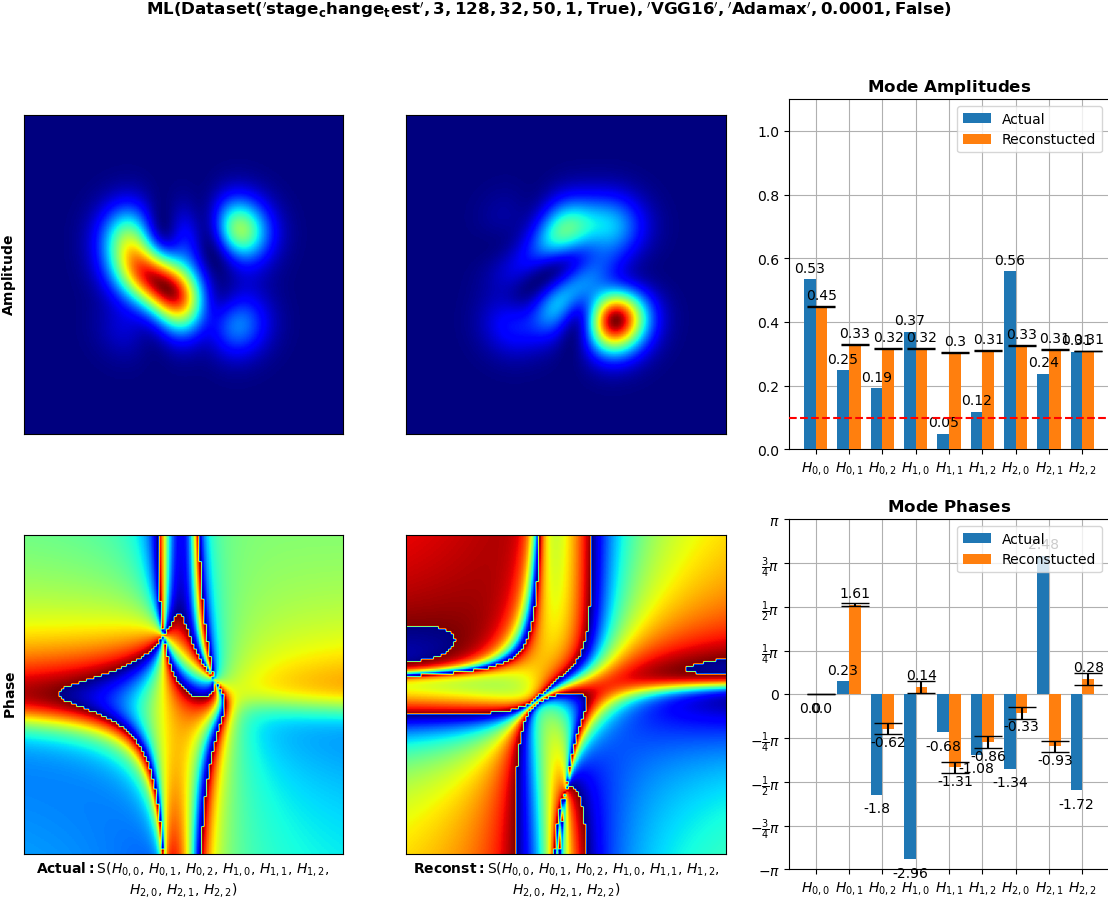 ML(Dataset('stage_change_test', 3, 128, 32, 50, 1, True), 'VGG16', 'Adamax', 0.0001, False)
Amplitude
Mode Amplitudes
Actual
Reconstucted
1.0
0.8
0.6
0.4
0.2
0.0
0.53
0.45
0.25
0.33
0.19
0.32
0.37
0.32
0.05
0.3
0.12
0.31
0.56
0.33
0.24
0.31
0.31
0.31
H0,0 H0,1 H0,2 H1,0 H1,1 H1,2 H2,0 H2,1 H2,2
Phase
Actual: S(H0,0, H0,1, H0,2, H1,0, H1,1, H1,2,
H2,0, H2,1, H2,2)
Reconst: S(H0,0, H0,1, H0,2, H1,0, H1,1, H1,2,
H2,0, H2,1, H2,2)
Mode Phases
Actual
Reconstucted
π
3/4π
1/2π
1/4π
0
−1/4π
−1/2π
−3/4π
−π
0.0
0.0
0.23
1.61
-1.8
-0.62
-2.96
0.14
-0.68
-1.31
-1.08
-0.86
-1.34
-0.33
2.48
-0.93
-1.72
0.28
H0,0 H0,1 H0,2 H1,0 H1,1 H1,2 H2,0 H2,1 H2,2